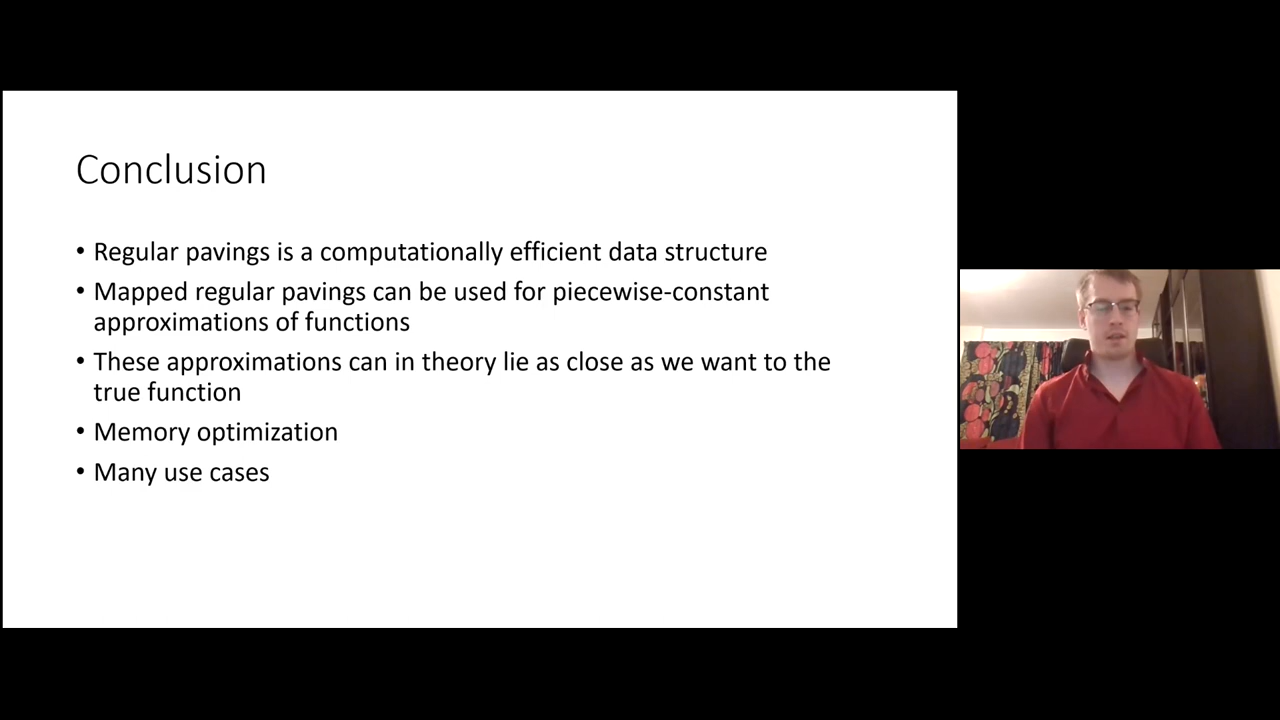 Conclusion
• Regular pavings is a computationally efficient data structure
• Mapped regular pavings can be used for piecewise-constant
approximations of functions
• These approximations can in theory lie as close as we want to the
true function
• Memory optimization
• Many use cases